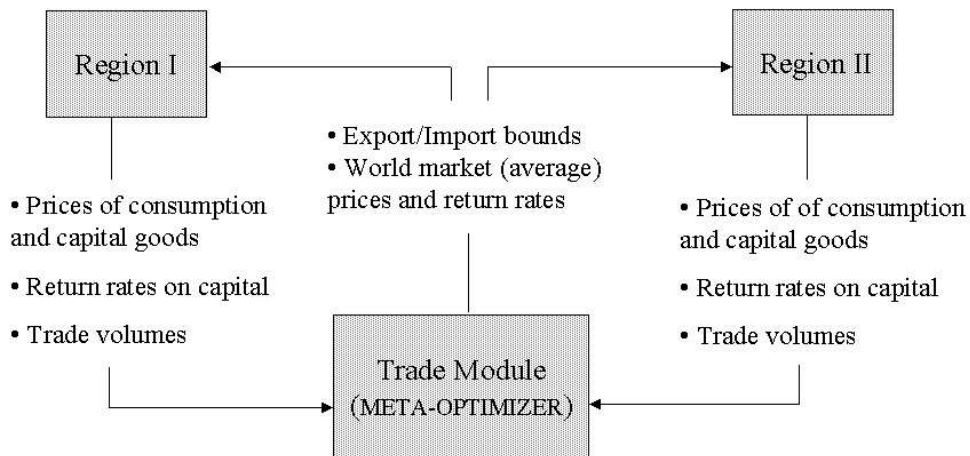 Region I
Region II
• Export/Import bounds
• World market (average)
prices and return rates
• Prices of consumption
and capital goods
• Return rates on capital
• Trade volumes
• Prices of of consumption
and capital goods
• Return rates on capital
• Trade volumes
Trade Module
(META-OPTIMIZER)